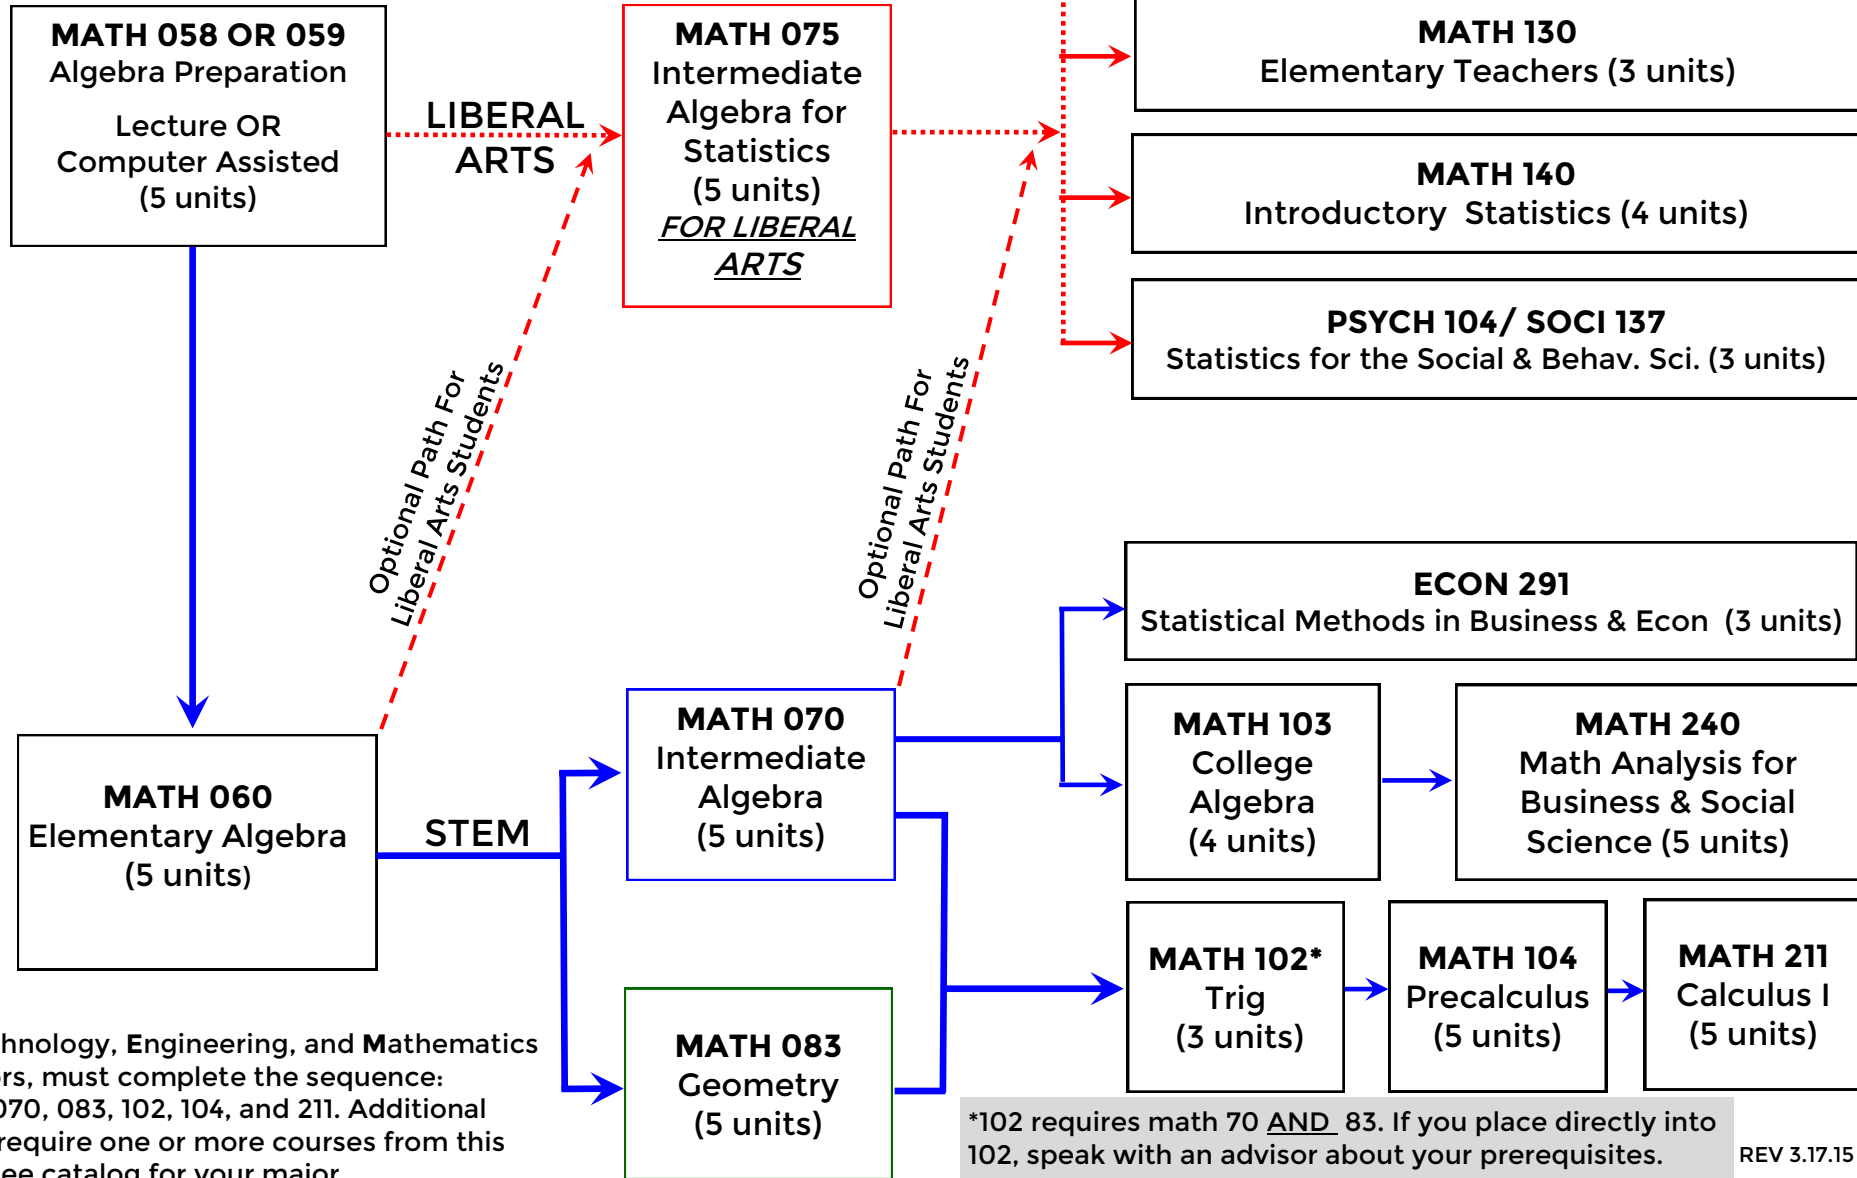 MATH 058 OR 059
Algebra Preparation
Lecture OR
Computer Assisted
(5 units)
LIBERAL
ARTS
MATH 075
Intermediate
Algebra for
Statistics
(5 units)
FOR LIBERAL
ARTS
MATH 130
Elementary Teachers (3 units)
MATH 140
Introductory Statistics (4 units)
PSYCH 104/ SOCI 137
Statistics for the Social & Behav. Sci. (3 units)
Optional Path For
Liberal Arts Students
Optional Path For
Liberal Arts Students
ECON 291
Statistical Methods in Business & Econ (3 units)
MATH 060
Elementary Algebra
(5 units)
STEM
MATH 070
Intermediate
Algebra
(5 units)
MATH 103
College
Algebra
(4 units)
MATH 240
Math Analysis for
Business & Social
Science (5 units)
MATH 083
Geometry
(5 units)
MATH 102*
Trig
(3 units)
MATH 104
Precalculus
(5 units)
MATH 211
Calculus I
(5 units)
hnology, Engineering, and Mathematics
ors, must complete the sequence:
070, 083, 102, 104, and 211. Additional
require one or more courses from this
ee catalog for your major
*102 requires math 70 AND 83. If you place directly into
102, speak with an advisor about your prerequisites.
REV 3.17.15